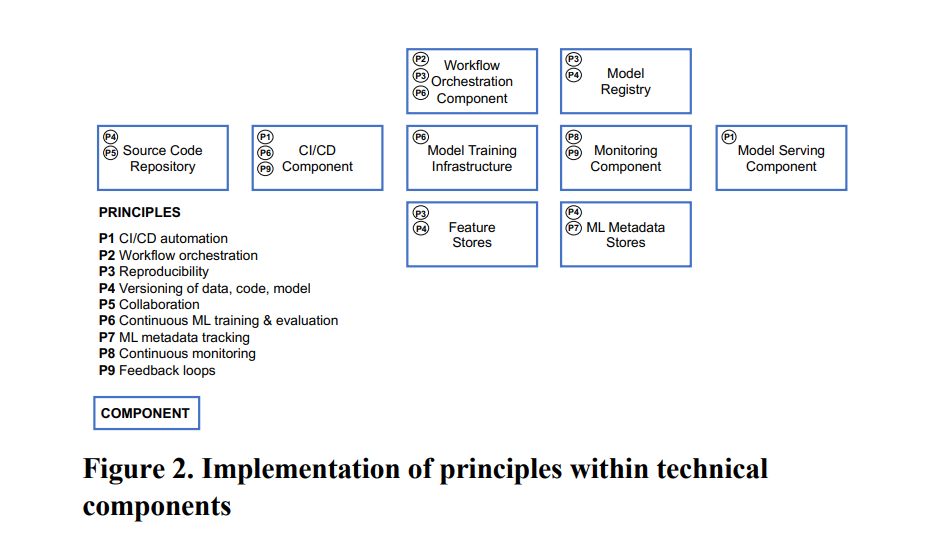 P2
P3
P6
Workflow
Orchestration
Component
P3
P4
Model
Registry
P4
P5
Source Code
Repository
P1
P6
P9
CI/CD
Component
P6
Model Training
Infrastructure
P8
P9
Monitoring
Component
P1
Model Serving
Component
P3
P4
Feature
Stores
P4
P7
ML Metadata
Stores
PRINCIPLES
P1 CI/CD automation
P2 Workflow orchestration
P3 Reproducibility
P4 Versioning of data, code, model
P5 Collaboration
P6 Continuous ML training & evaluation
P7 ML metadata tracking
P8 Continuous monitoring
P9 Feedback loops
COMPONENT
Figure 2. Implementation of principles within technical
components